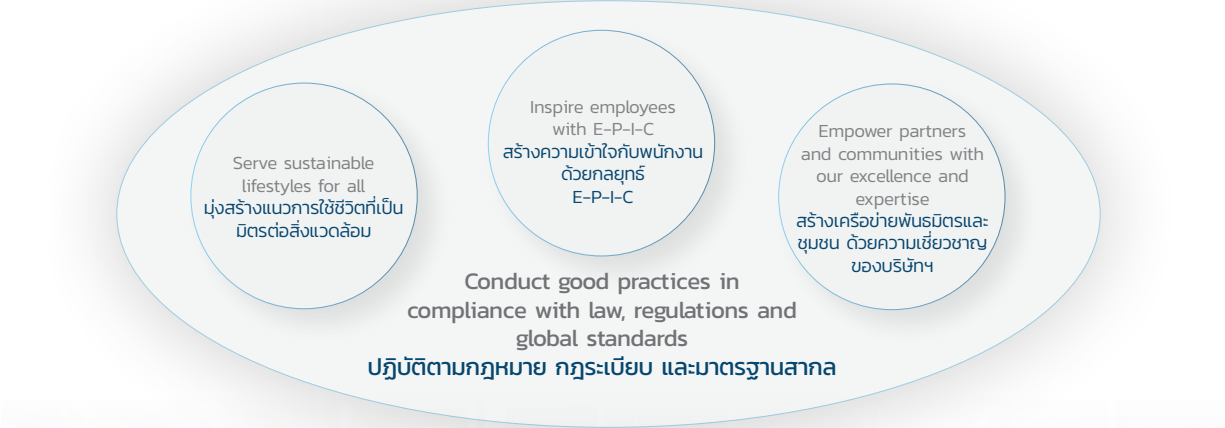 Serve sustainable
lifestyles for all
มุ่งสร้างแนวการใช้ชีวิตที่เป็น
มิตรต่อสิ่งแวดล้อม
Inspire employees
with E-P-I-C
สร้างความเข้าใจกับพนักงาน
ด้วยกลยุทธ์
E-P-I-C
Empower partners
and communities with
our excellence and
expertise
สร้างเครือข่ายพันธมิตรและ
ชุมชน ด้วยความเชี่ยวชาญ
ของบริษัทฯ
Conduct good practices in
compliance with law, regulations and
global standards
ปฏิบัติตามกฎหมาย กฎระเบียบ และมาตรฐานสากล